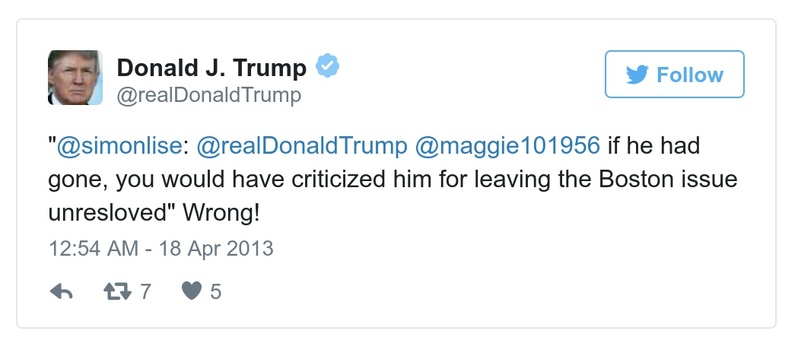 Donald J. Trump
@realDonaldTrump
Follow
"@simonlise: @realDonaldTrump @maggie101956 if he had
gone, you would have criticized him for leaving the Boston issue
unresloved" Wrong!
12:54 AM - 18 Apr 2013
7 5